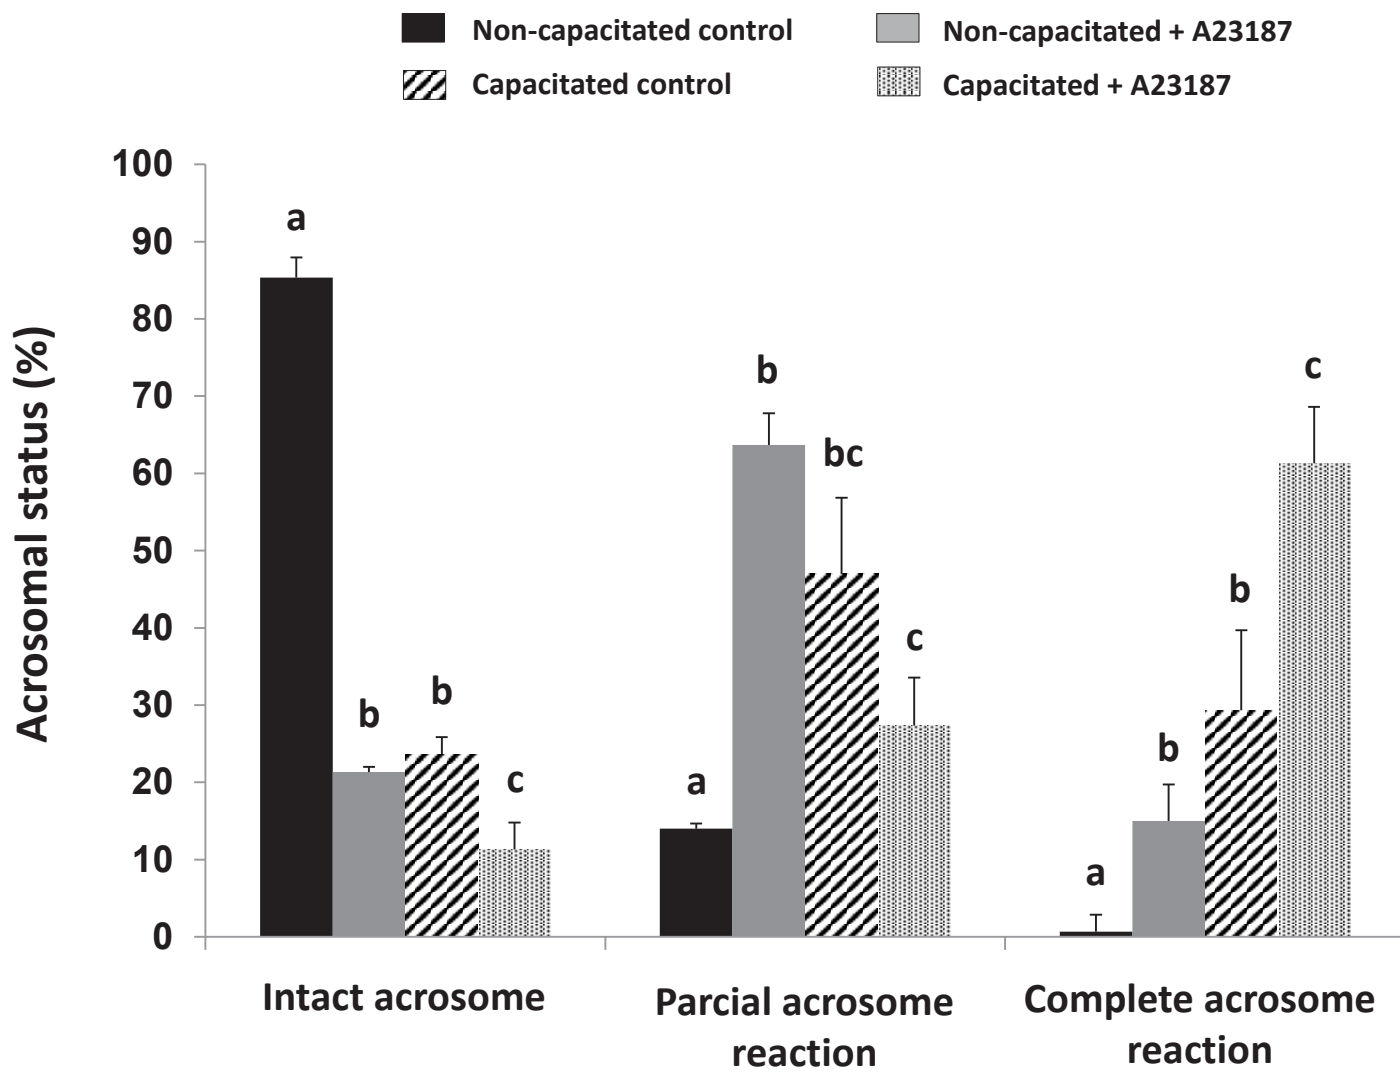 Non-capacitated control
Non-capacitated + A23187
Capacitated control
Capacitated + A23187
Acrosomal status (%)
100
90
80
70
60
50
40
30
20
10
0
a
b
b
c
a
b
bc
c
a
b
b
c
Intact acrosome
Parcial acrosome
reaction
Complete acrosome
reaction